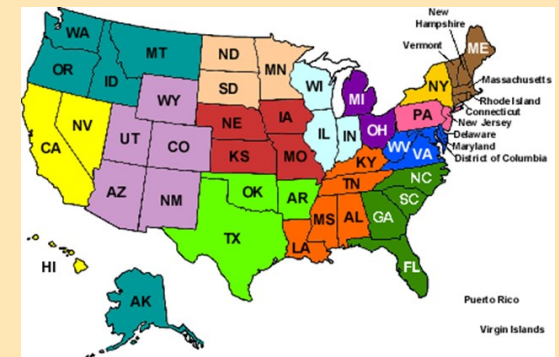 New
Hampshire
Vermont
WA
MT
ND
MN
ME
OR
ID
SD
WI
MI
NY
Massachusetts
Rhode Island
Connecticut
New Jersey
Delaware
Maryland
District of Columbia
WY
NE
IA
PA
NV
UT
CO
IL
IN
OH
WV
VA
CA
KS
MO
KY
AZ
NM
OK
AR
TN
NC
SC
TX
MS
AL
GA
LA
FL
HI
AK
Puerto Rico
Virgin Islands